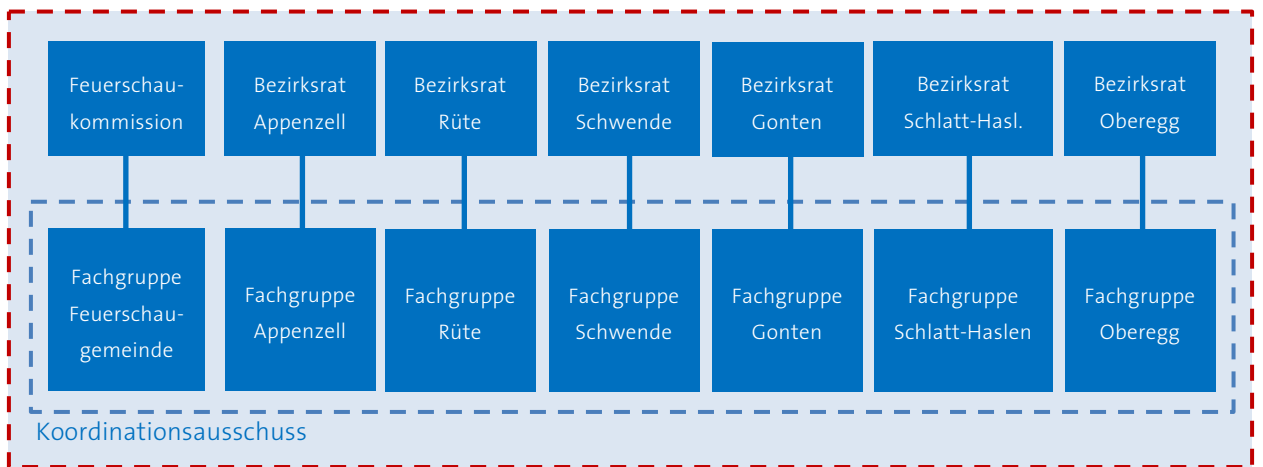 Feuerschau-
kommission
Bezirksrat
Appenzell
Bezirksrat
Rüte
Bezirksrat
Schwende
Bezirksrat
Gonten
Bezirksrat
Schlatt-Hasl.
Bezirksrat
Oberegg
Fachgruppe
Feuerschau-
gemeinde
Fachgruppe
Appenzell
Fachgruppe
Rüte
Fachgruppe
Schwende
Fachgruppe
Gonten
Fachgruppe
Schlatt-Haslen
Fachgruppe
Oberegg
Koordinationsausschuss